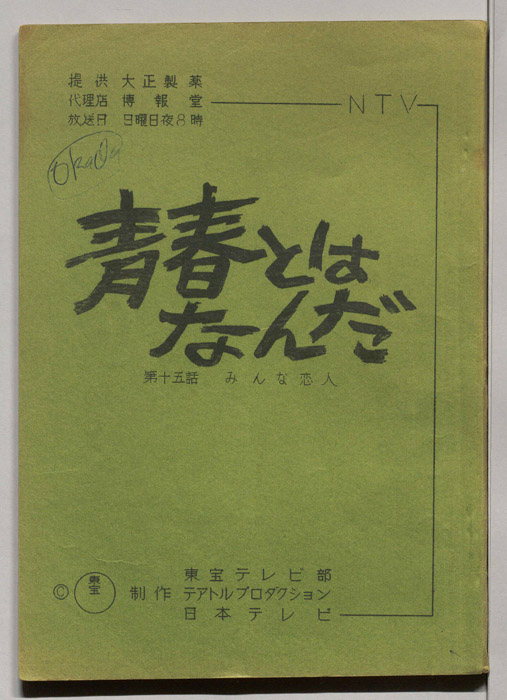 提供 大正製薬
代理店 博報堂 NTV
放送日 日曜日夜8時
okada
青春とは
なんだ
第十五話 みんな恋人
東宝テレビ部
© 東宝 制作 テアトルプロダクション
日本テレビ